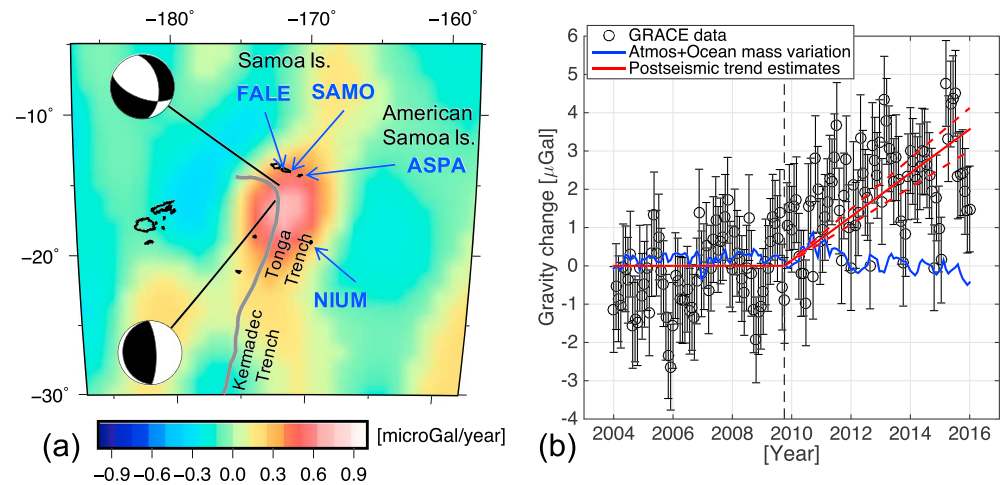 −180˚
−170˚
−160˚
−10˚
−20˚
−30˚
Samoa Is.
FALE
SAMO
American
Samoa Is.
ASPA
Tonga
Trench
NIUM
Kermadec
Trench
(a)
[microGal/year]
−0.9
−0.6
−0.3
0.0
0.3
0.6
0.9
GRACE data
Atmos+Ocean mass variation
Postseismic trend estimates
Gravity change [μGal]
6
5
4
3
2
1
0
-1
-2
-3
-4
2004
2006
2008
2010
2012
2014
2016
[Year]
(b)